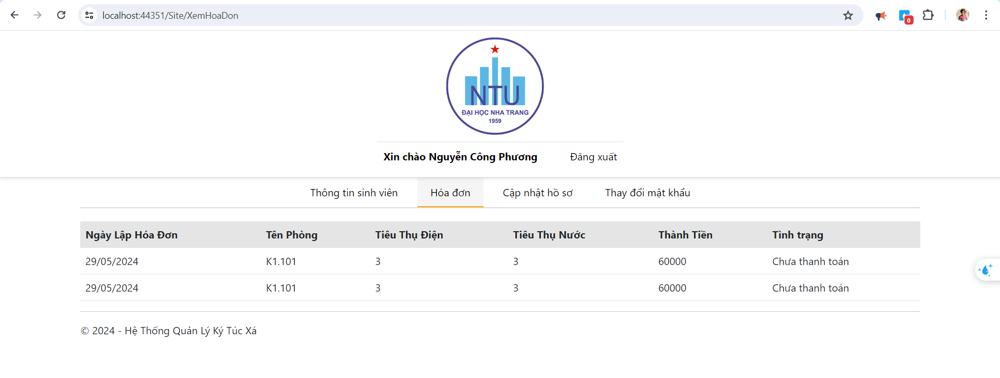 localhost:44351/Site/XemHoaDon
0
NTU
ĐẠI HỌC NHA TRANG
1959
Xin chào Nguyễn Công Phương Đăng xuất
Thông tin sinh viên Hóa đơn Cập nhật hồ sơ Thay đổi mật khẩu
Ngày Lập Hóa Đơn Tên Phòng Tiêu Thụ Điện Tiêu Thụ Nước Thành Tiền Tình trạng
29/05/2024 K1.101 3 3 60000 Chưa thanh toán
29/05/2024 K1.101 3 3 60000 Chưa thanh toán
© 2024 - Hệ Thống Quản Lý Ký Túc Xá